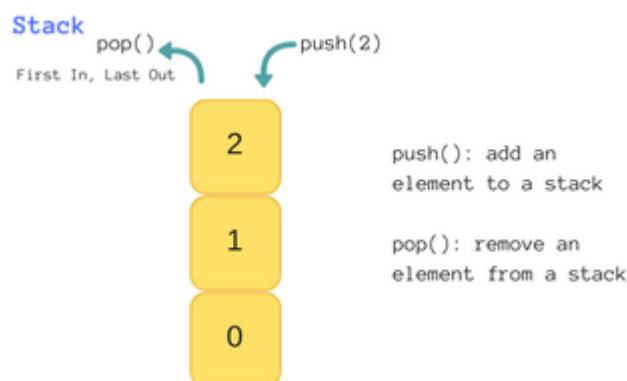 Stack
pop()
push(2)
First In, Last Out
2
push(): add an
element to a stack
1
pop(): remove an
element from a stack
0